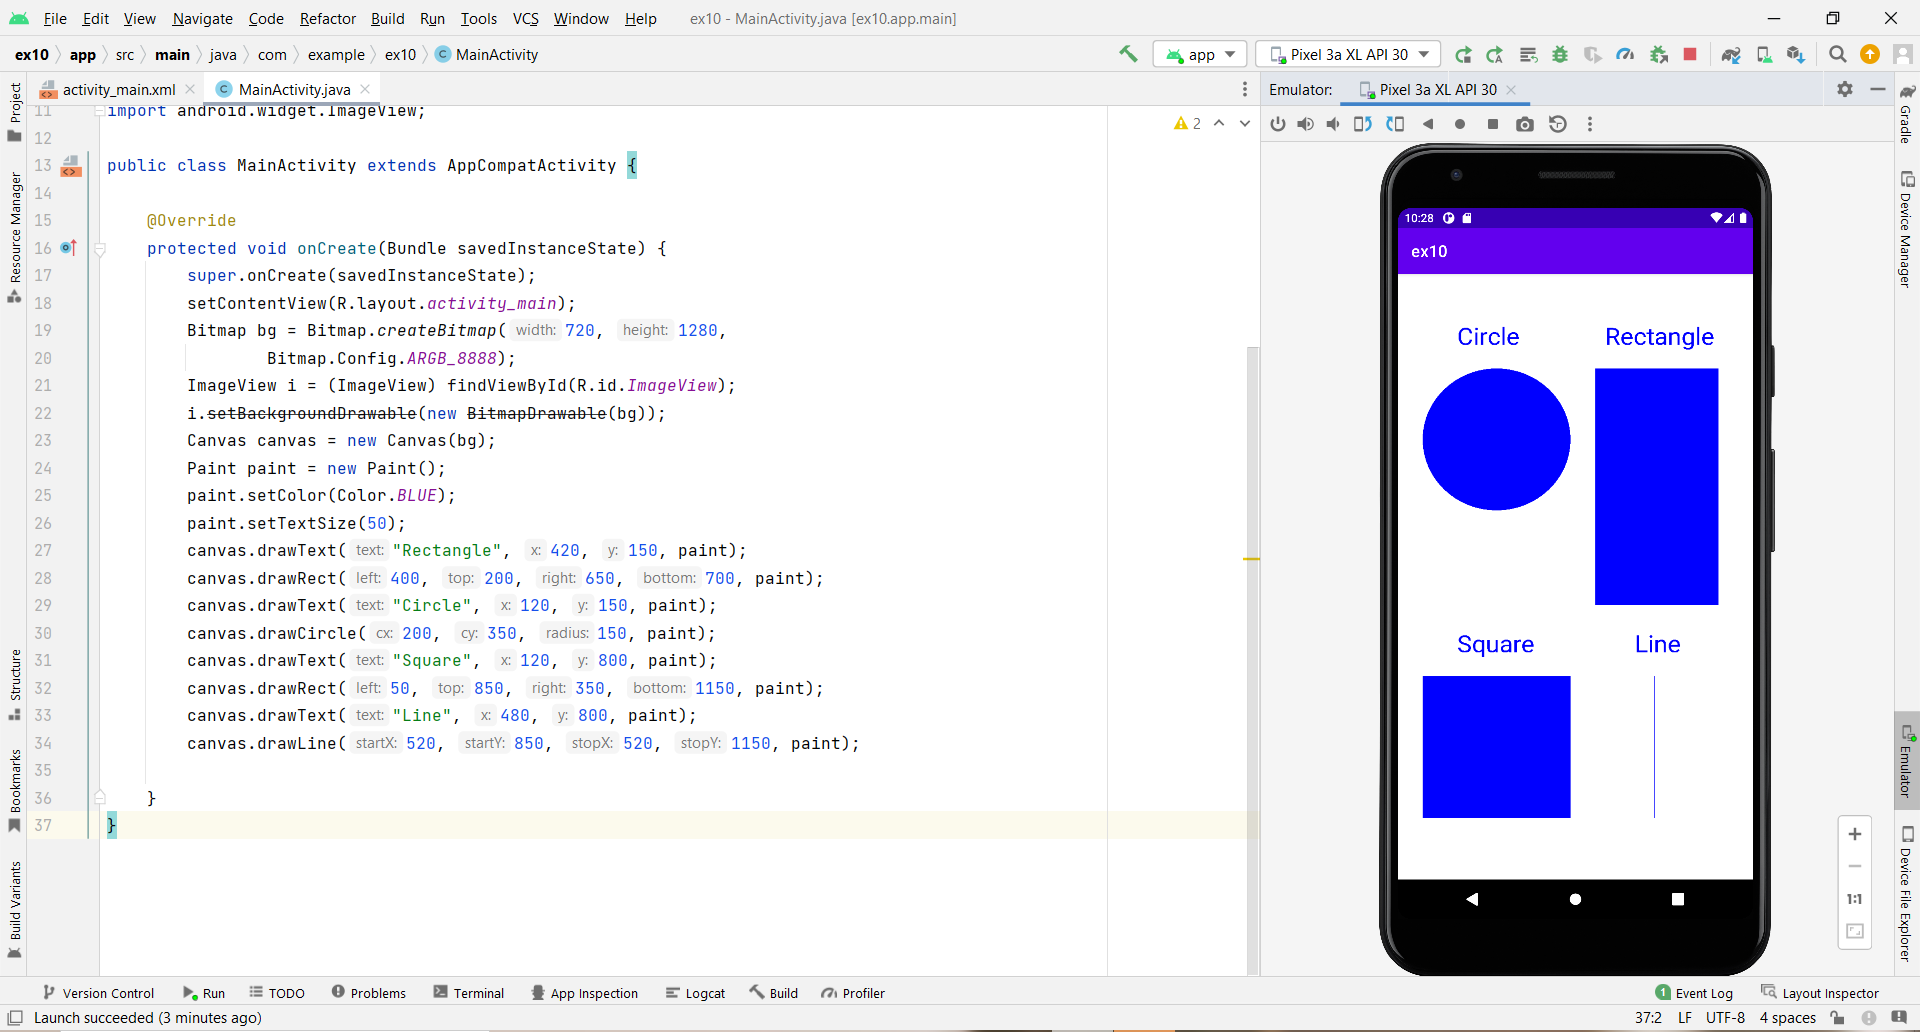 File Edit View Navigate Code Refactor Build Run Tools VCS Window Help ex10 - MainActivity.java [ex10.app.main]
ex10 app src main java com example ex10 C MainActivity app Pixel 3a XL API 30
activity_main.xml C MainActivity.java Emulator: Pixel 3a XL API 30
2
11 import android.widget.ImageView;
12
13 public class MainActivity extends AppCompatActivity {
14
15 @Override
16 protected void onCreate(Bundle savedInstanceState) {
17 super.onCreate(savedInstanceState);
18 setContentView(R.layout.activity_main);
19 Bitmap bg = Bitmap.createBitmap( width: 720, height: 1280,
20 Bitmap.Config.ARGB_8888);
21 ImageView i = (ImageView) findViewById(R.id.ImageView);
22 i.setBackgroundDrawable(new BitmapDrawable(bg));
23 Canvas canvas = new Canvas(bg);
24 Paint paint = new Paint();
25 paint.setColor(Color.BLUE);
26 paint.setTextSize(50);
27 canvas.drawText( text: "Rectangle", x: 420, y: 150, paint);
28 canvas.drawRect( left: 400, top: 200, right: 650, bottom: 700, paint);
29 canvas.drawText( text: "Circle", x: 120, y: 150, paint);
30 canvas.drawCircle( cx: 200, cy: 350, radius: 150, paint);
31 canvas.drawText( text: "Square", x: 120, y: 800, paint);
32 canvas.drawRect( left: 50, top: 850, right: 350, bottom: 1150, paint);
33 canvas.drawText( text: "Line", x: 480, y: 800, paint);
34 canvas.drawLine( startX: 520, startY: 850, stopX: 520, stopY: 1150, paint);
35
36 }
37 }
Project
Resource Manager
Structure
Bookmarks
Build Variants
10:28
ex10
Circle Rectangle
Square Line
1:1
Gradle
Device Manager
Emulator
Device File Explorer
Version Control Run TODO Problems Terminal App Inspection Logcat Build Profiler 1 Event Log Layout Inspector
Launch succeeded (3 minutes ago) 37:2 LF UTF-8 4 spaces